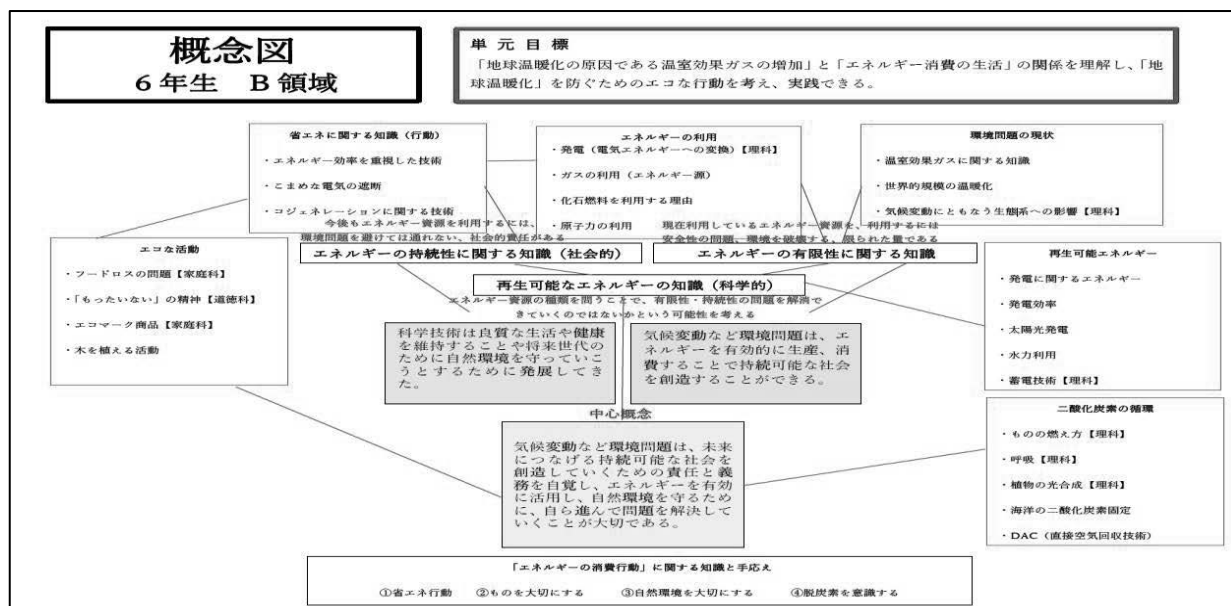 概念図
6年生 B領域
単元目標
「地球温暖化の原因である温室効果ガスの増加」と「エネルギー消費の生活」の関係を理解し、「地
球温暖化」を防ぐためのエコな行動を考え、実践できる。
省エネに関する知識(行動)
・エネルギー効率を重視した技術
・こまめな電気の遮断
・コジェネレーションに関する技術
エネルギーの利用
・発電(電気エネルギーへの変換)【理科】
・ガスの利用(エネルギー源)
・化石燃料を利用する理由
・原子力の利用
環境問題の現状
・温室効果ガスに関する知識
・世界的規模の温暖化
・気候変動にともなう生態系への影響【理科】
今後もエネルギー資源を利用するには、
環境問題を避けては通れない、社会的責任がある
現在利用しているエネルギー資源を、利用するには
安全性の問題、環境を破壊する、限られた量である
エネルギーの持続性に関する知識(社会的)
エネルギーの有限性に関する知識
再生可能なエネルギーの知識(科学的)
エネルギー資源の種類を問うことで、有限性・持続性の問題を解消で
きていくのではないかという可能性を考える
エコな活動
・フードロスの問題【家庭科】
・「もったいない」の精神【道徳科】
・エコマーク商品【家庭科】
・木を植える活動
再生可能エネルギー
・発電に関するエネルギー
・発電効率
・太陽光発電
・水力利用
・蓄電技術【理科】
科学技術は良質な生活や健康
を維持することや将来世代の
ために自然環境を守っていこ
うとするために発展してき
た。
気候変動など環境問題は、エ
ネルギーを有効的に生産、消
費することで持続可能な社会
を創造することができる。
中心概念
気候変動など環境問題は、未来
につなげる持続可能な社会を
創造していくための責任と義
務を自覚し、エネルギーを有効
に活用し、自然環境を守るため
に、自ら進んで問題を解決して
いくことが大切である。
二酸化炭素の循環
・ものの燃え方【理科】
・呼吸【理科】
・植物の光合成【理科】
・海洋の二酸化炭素固定
・DAC(直接空気回収技術)
「エネルギーの消費行動」に関する知識と手応え
①省エネ行動 ②ものを大切にする ③自然環境を大切にする ④脱炭素を意識する